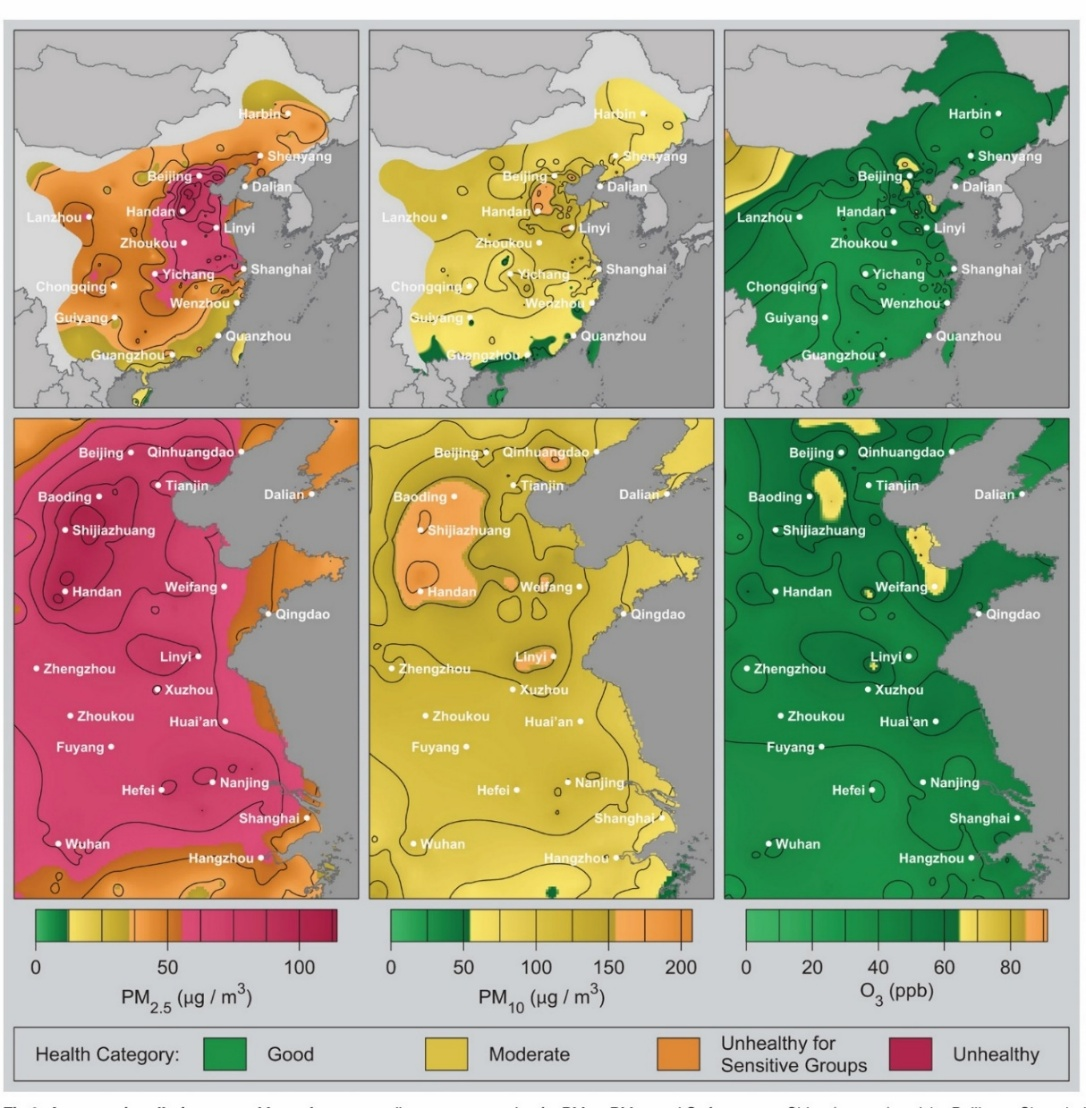 Harbin
Shenyang
Beijing
Dalian
Lanzhou
Handan
Linyi
Zhoukou
Shanghai
Yichang
Chongqing
Wenzhou
Guiyang
Quanzhou
Guangzhou
Harbin
Shenyang
Beijing
Dalian
Lanzhou
Handan
Linyi
Zhoukou
Shanghai
Yichang
Chongqing
Wenzhou
Guiyang
Quanzhou
Guangzhou
Harbin
Shenyang
Beijing
Dalian
Lanzhou
Handan
Linyi
Zhoukou
Shanghai
Yichang
Chongqing
Wenzhou
Guiyang
Quanzhou
Guangzhou
Beijing Qinhuangdao
Tianjin
Baoding Dalian
Shijiazhuang
Handan Weifang
Qingdao
Linyi
Zhengzhou
Xuzhou
Zhoukou Huai'an
Fuyang
Nanjing
Hefei
Shanghai
Wuhan
Hangzhou
Beijing Qinhuangdao
Tianjin
Baoding Dalian
Shijiazhuang
Handan Weifang
Qingdao
Linyi
Zhengzhou
Xuzhou
Zhoukou Huai'an
Fuyang
Nanjing
Hefei
Shanghai
Wuhan
Hangzhou
Beijing Qinhuangdao
Tianjin
Baoding Dalian
Shijiazhuang
Handan Weifang
Qingdao
Linyi
Zhengzhou
Xuzhou
Zhoukou Huai'an
Fuyang
Nanjing
Hefei
Shanghai
Wuhan
Hangzhou
0 50 100
PM2.5 (µg / m³)
0 50 100 150 200
PM10 (µg / m³)
0 20 40 60 80
O3 (ppb)
Health Category: Good Moderate Unhealthy for
Sensitive Groups Unhealthy